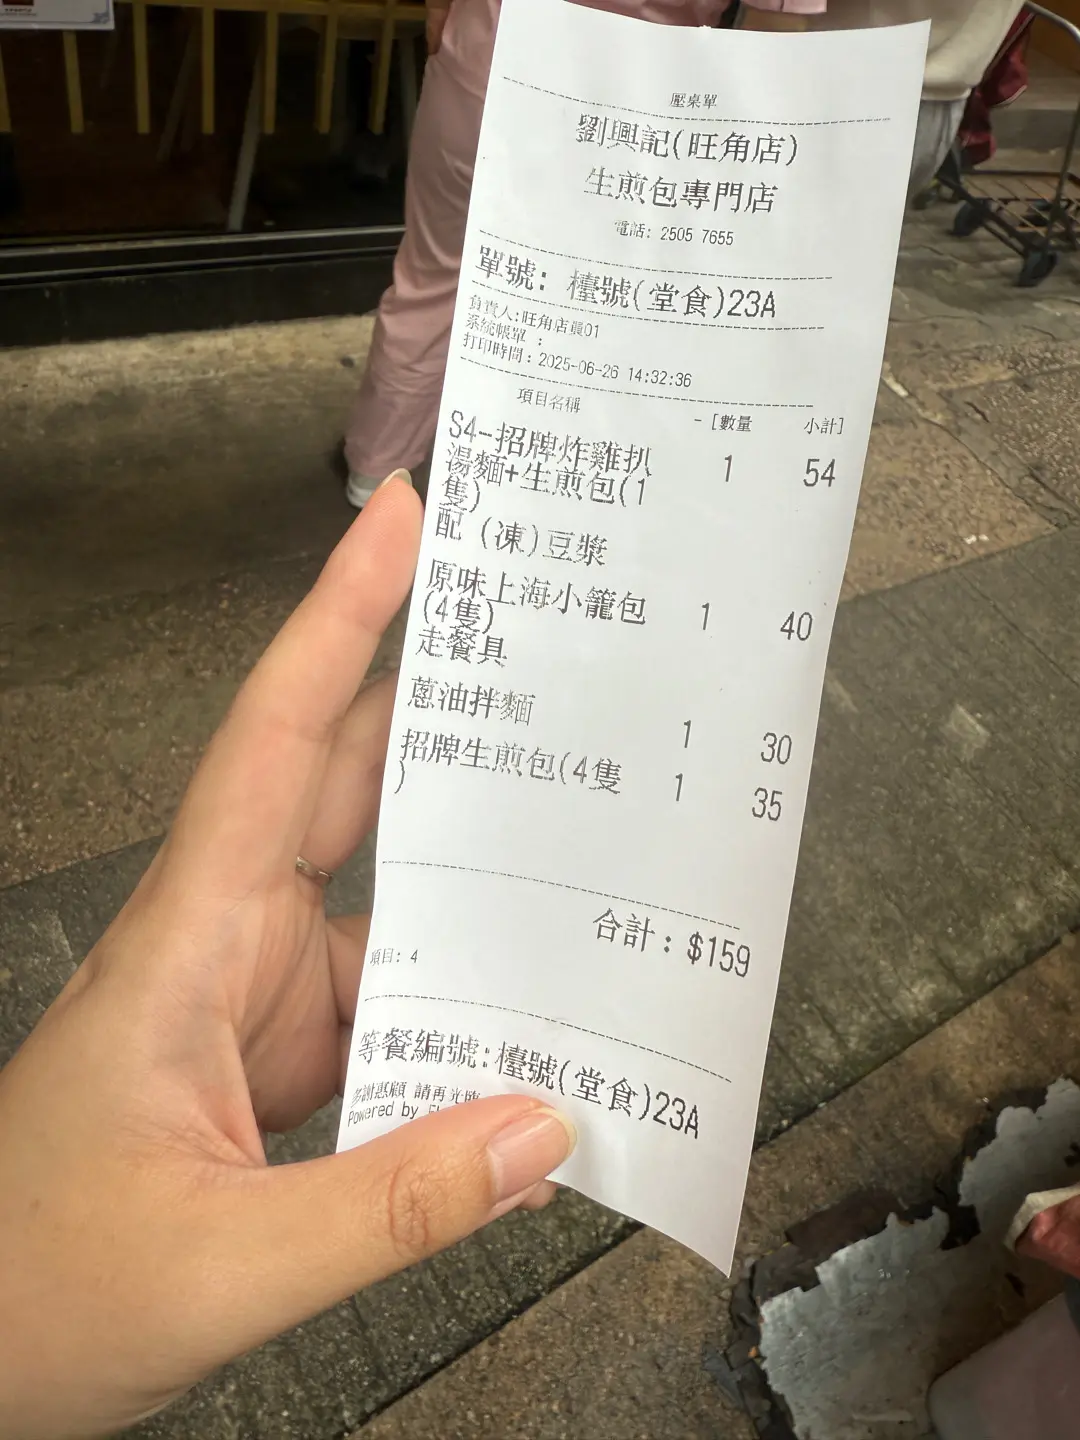 壓桌單
劉興記(旺角店)
生煎包專門店
電話: 2505 7655
單號: 檯號(堂食)23A
負責人:旺角店員01
系統帳單 :
打印時間：2025-06-26 14:32:36
項目名稱 -[數量 小計]
S4-招牌炸雞扒 1 54
湯麵+生煎包(1
隻)
配 (凍)豆漿
原味上海小籠包 1 40
(4隻)
走餐具
蔥油拌麵 1 30
招牌生煎包(4隻 1 35
)
合計：$159
項目: 4
等餐編號:檯號(堂食)23A
多謝惠顧 請再光臨
Powered by